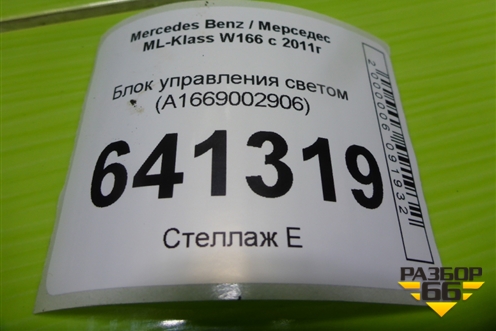 Mercedes Benz / Мерседес
ML-Klass W166 с 2011г
Блок управления светом
(A1669002906)
641319
Стеллаж Е
2000006091932
РАЗБОР
66